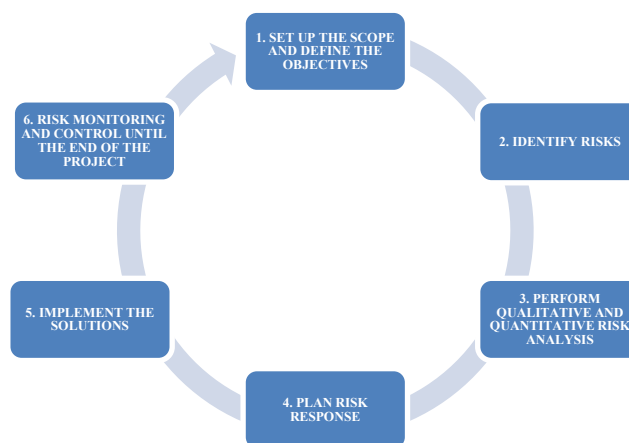 1. SET UP THE SCOPE
AND DEFINE THE
OBJECTIVES
2. IDENTIFY RISKS
3. PERFORM
QUALITATIVE AND
QUANTITATIVE RISK
ANALYSIS
4. PLAN RISK
RESPONSE
5. IMPLEMENT THE
SOLUTIONS
6. RISK MONITORING
AND CONTROL UNTIL
THE END OF THE
PROJECT